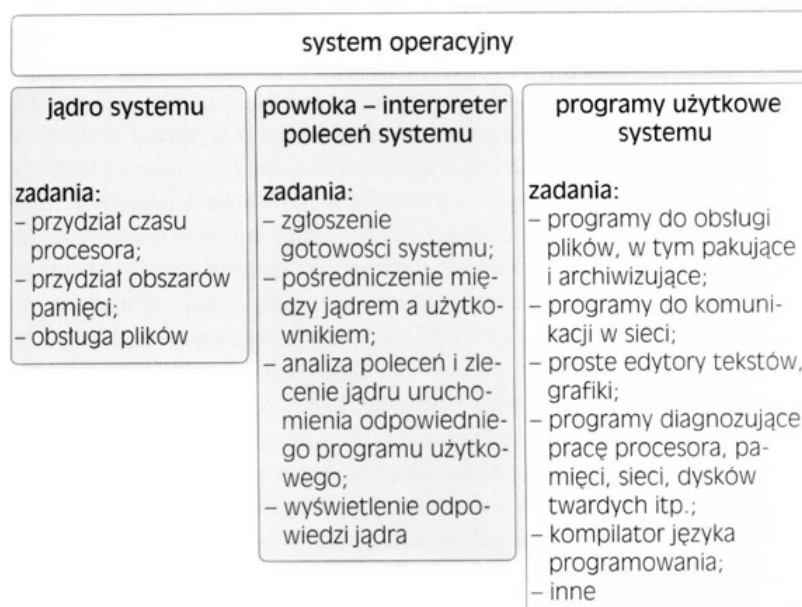 system operacyjny
jądro systemu
zadania:
– przydział czasu
procesora;
– przydział obszarów
pamięci;
– obsługa plików
powłoka – interpreter
poleceń systemu
zadania:
– zgłoszenie
gotowości systemu;
– pośredniczenie mię-
dzy jądrem a użytko-
wnikiem;
– analiza poleceń i zle-
cenie jądru urucho-
mienia odpowiednie-
go programu użytko-
wego;
– wyświetlenie odpo-
wiedzi jądra
programy użytkowe
systemu
zadania:
– programy do obsługi
plików, w tym pakujące
i archiwizujące;
– programy do komuni-
kacji w sieci;
– proste edytory tekstów,
grafiki;
– programy diagnozujące
pracę procesora, pa-
mięci, sieci, dysków
twardych itp.;
– kompilator języka
programowania;
– inne